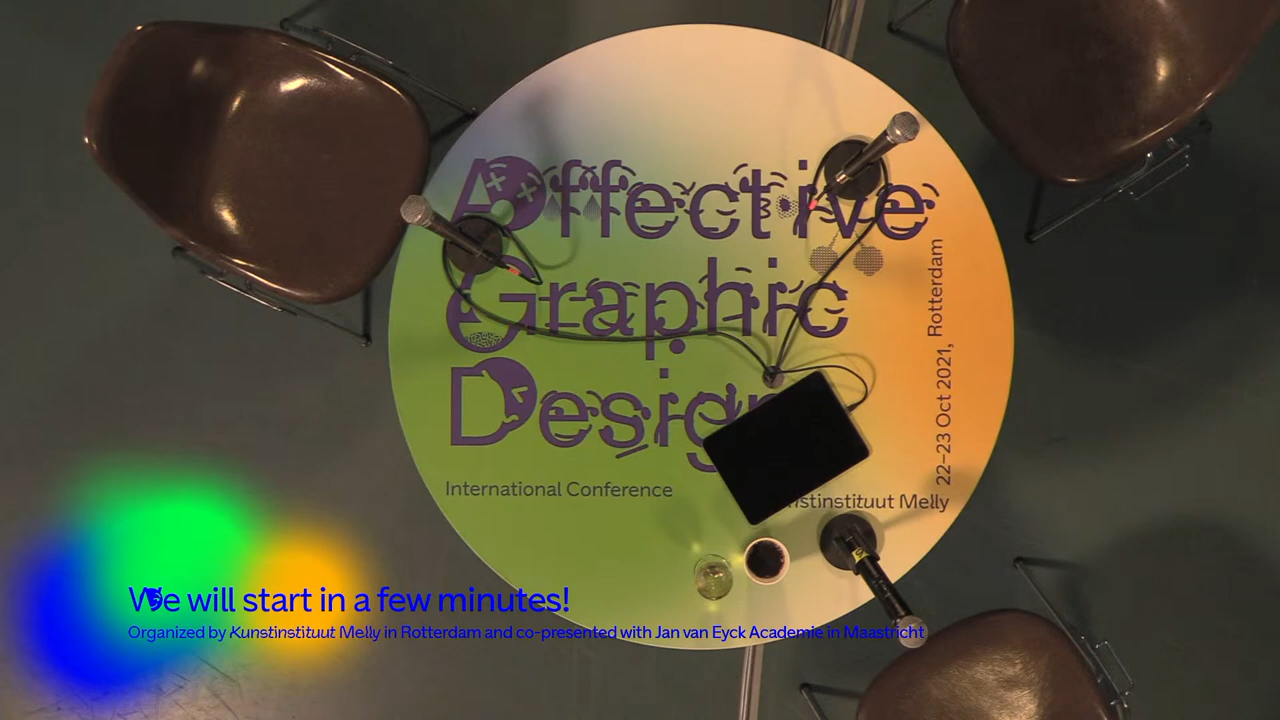 Affective
Graphic
Design
International Conference
22–23 Oct 2021, Rotterdam
Melly
We will start in a few minutes!
Organized by Kunstinstituut Melly in Rotterdam and co-presented with Jan van Eyck Academie in Maastricht